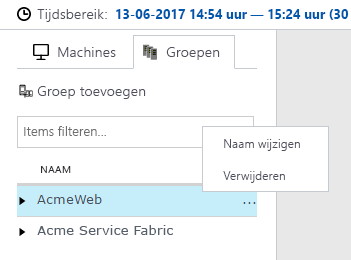 Tijdsbereik: 13-06-2017 14:54 uur — 15:24 uur (30
Machines Groepen
Groep toevoegen
Items filteren...
Naam wijzigen
NAAM
Verwijderen
AcmeWeb ...
Acme Service Fabric